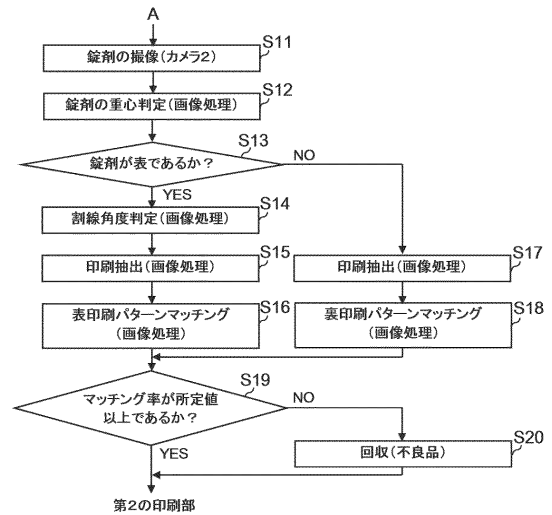 A
S11
錠剤の撮像(カメラ2)
S12
錠剤の重心判定(画像処理)
S13
錠剤が表であるか?
NO
YES
S14
割線角度判定(画像処理)
S15
印刷抽出(画像処理)
S17
印刷抽出(画像処理)
S16
表印刷パターンマッチング
(画像処理)
S18
裏印刷パターンマッチング
(画像処理)
S19
マッチング率が所定値
以上であるか?
NO
YES
S20
回収(不良品)
第2の印刷部